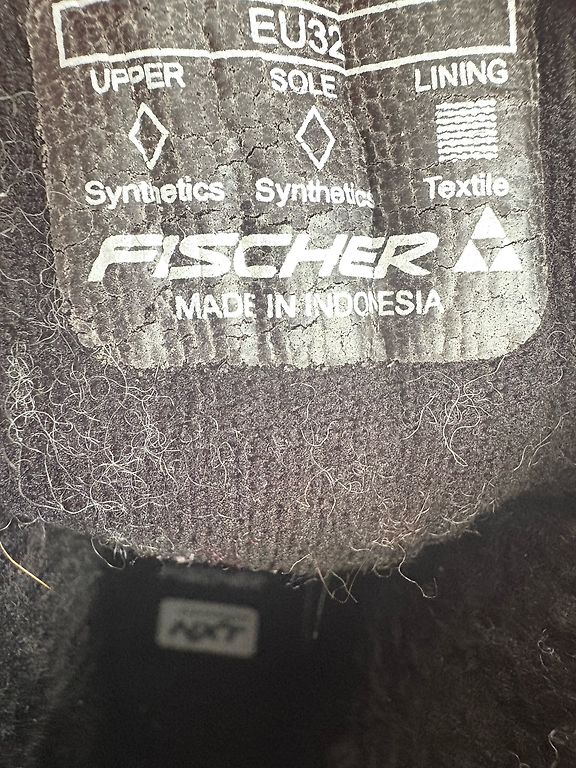 EU32
UPPER SOLE LINING
Synthetics Synthetics Textile
FISCHER
MADE IN INDONESIA
NXT